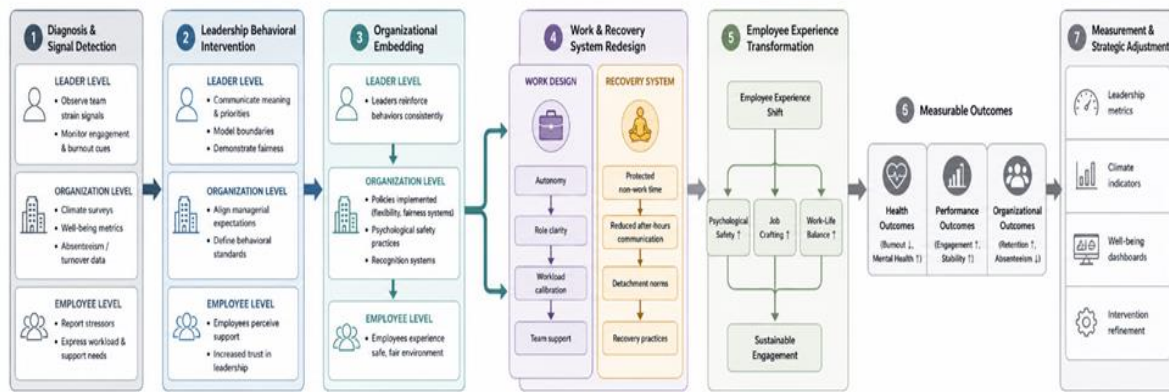 1
Diagnosis &
Signal Detection
LEADER LEVEL
• Observe team
strain signals
• Monitor engagement
& burnout cues
ORGANIZATION LEVEL
• Climate surveys
• Well-being metrics
• Absenteeism /
turnover data
EMPLOYEE LEVEL
• Report stressors
• Express workload &
support needs
2
Leadership Behavioral
Intervention
LEADER LEVEL
• Communicate meaning
& priorities
• Model boundaries
• Demonstrate fairness
ORGANIZATION LEVEL
• Align managerial
expectations
• Define behavioral
standards
EMPLOYEE LEVEL
• Employees perceive
support
• Increased trust in
leadership
3
Organizational
Embedding
LEADER LEVEL
• Leaders reinforce
behaviors consistently
ORGANIZATION LEVEL
• Policies implemented
(flexibility, fairness systems)
• Psychological safety
practices
• Recognition systems
EMPLOYEE LEVEL
• Employees experience
safe, fair environment
4
Work & Recovery
System Redesign
WORK DESIGN
Autonomy
Role clarity
Workload
calibration
Team support
RECOVERY SYSTEM
Protected
non-work time
Reduced after-hours
communication
Detachment norms
Recovery practices
5
Employee Experience
Transformation
Employee Experience
Shift
Psychological
Safety ↑
Job
Crafting ↑
Work-Life
Balance ↑
Sustainable
Engagement
Measurable Outcomes
Health
Outcomes
(Burnout ↓,
Mental Health ↑)
Performance
Outcomes
(Engagement ↑,
Stability ↑)
Organizational
Outcomes
(Retention ↑,
Absenteeism ↓)
7
Measurement &
Strategic Adjustment
Leadership
metrics
Climate
indicators
Well-being
dashboards
Intervention
refinement